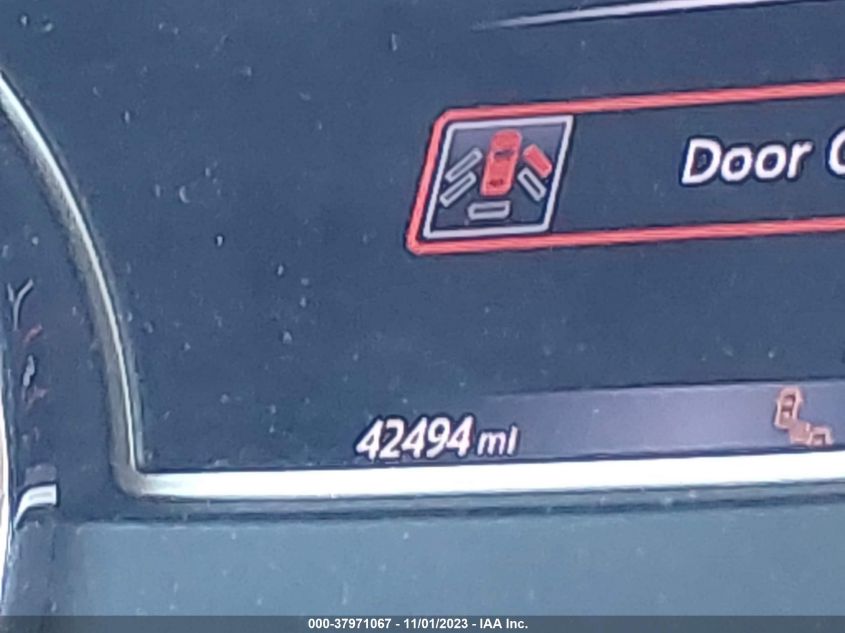 Door
42494 mi
000-37971067 - 11/01/2023 - IAA Inc.